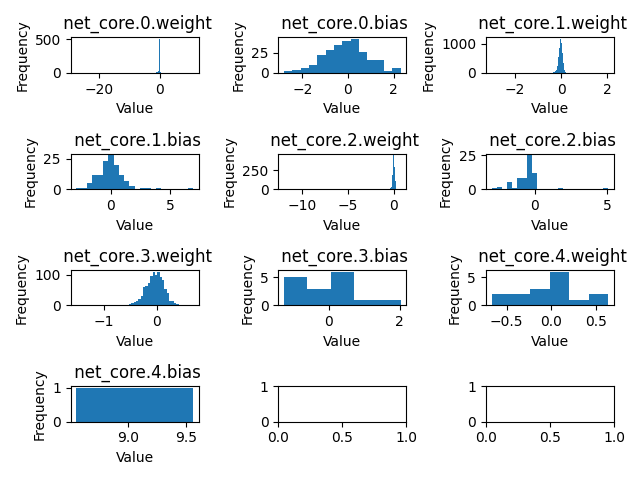 net_core.0.weight
Frequency
500
0
−20
0
Value
net_core.0.bias
Frequency
25
0
−2
0
2
Value
net_core.1.weight
Frequency
1000
0
−2
0
2
Value
net_core.1.bias
Frequency
25
0
0
5
Value
net_core.2.weight
Frequency
250
0
−10
−5
0
Value
net_core.2.bias
Frequency
25
0
0
5
Value
net_core.3.weight
Frequency
100
0
−1
0
Value
net_core.3.bias
Frequency
5
0
0
2
Value
net_core.4.weight
Frequency
5
0
−0.5
0.0
0.5
Value
net_core.4.bias
Frequency
1
0
9.0
9.5
Value
1
0
0.0
0.5
1.0
1
0
0.0
0.5
1.0